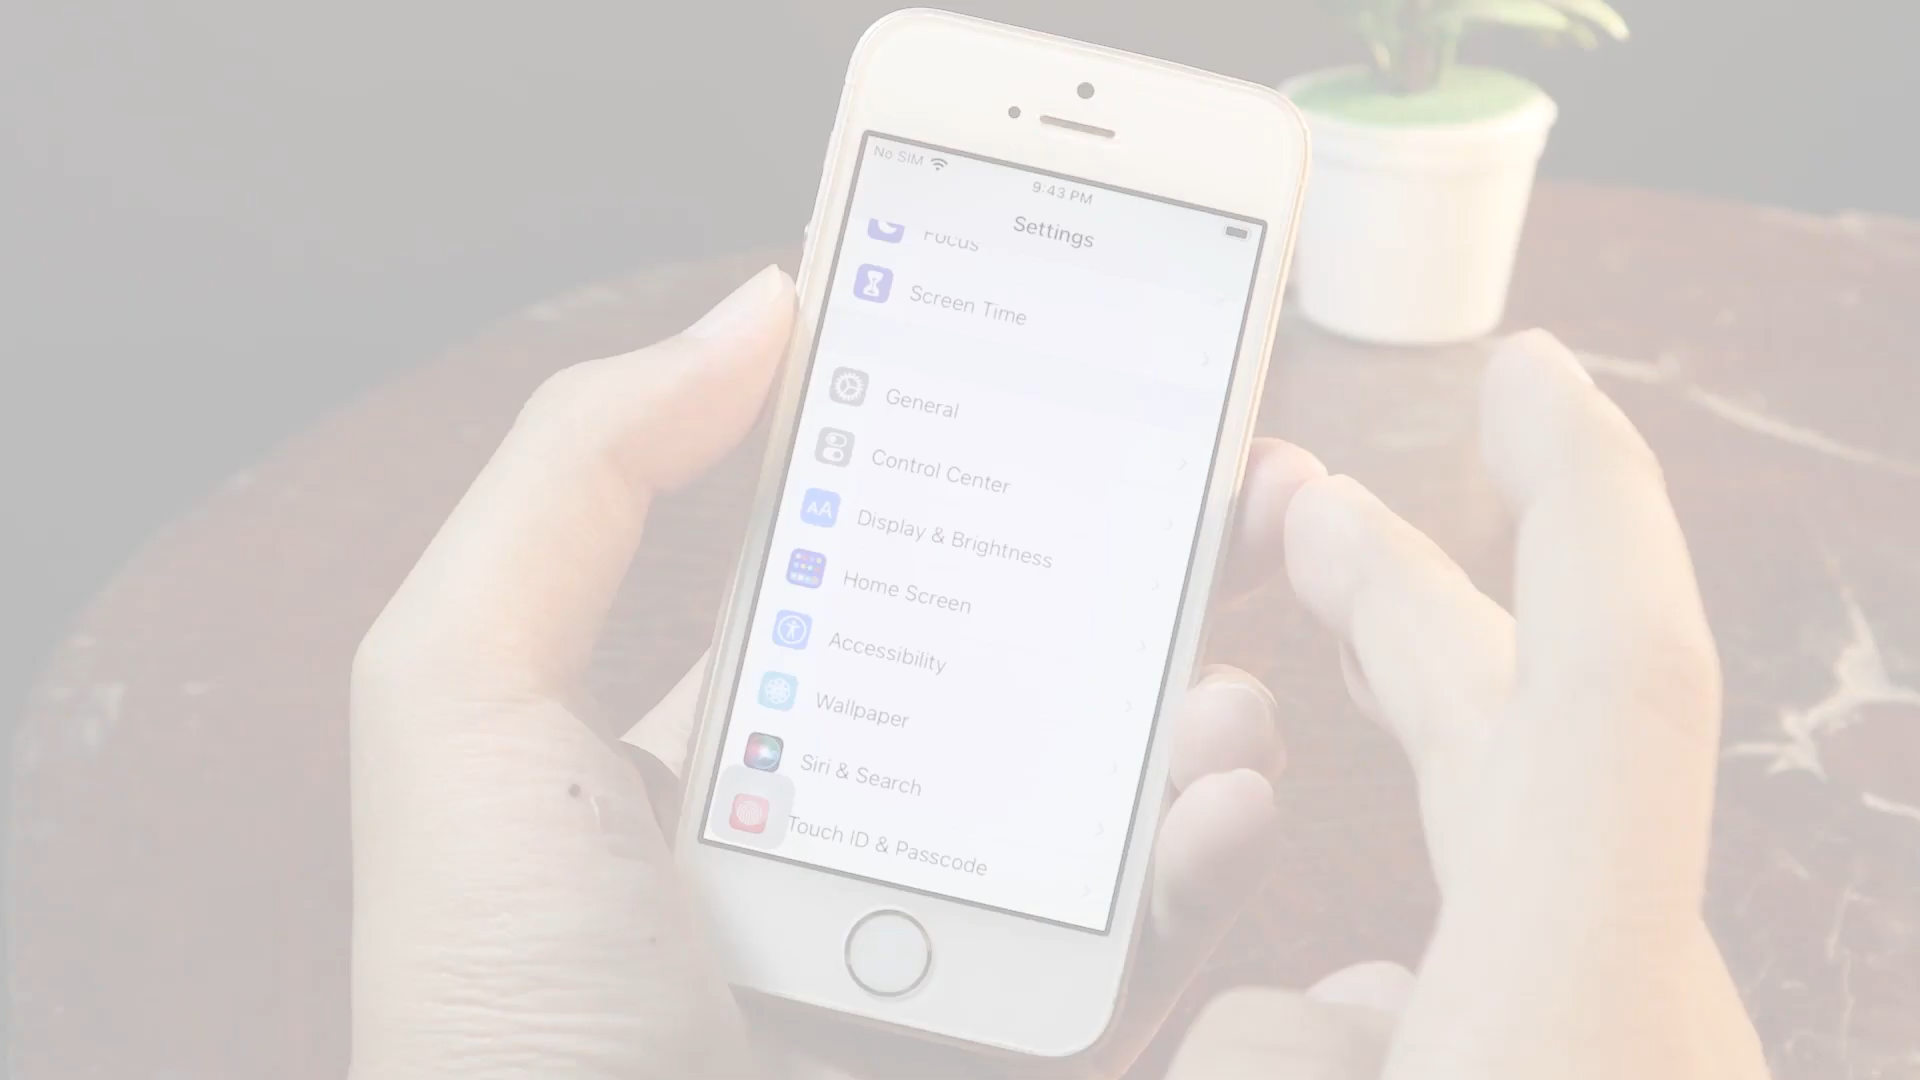 No SIM
9:43 PM
Settings
Focus
Screen Time
General
Control Center
AA
Display & Brightness
Home Screen
Accessibility
Wallpaper
Siri & Search
Touch ID & Passcode